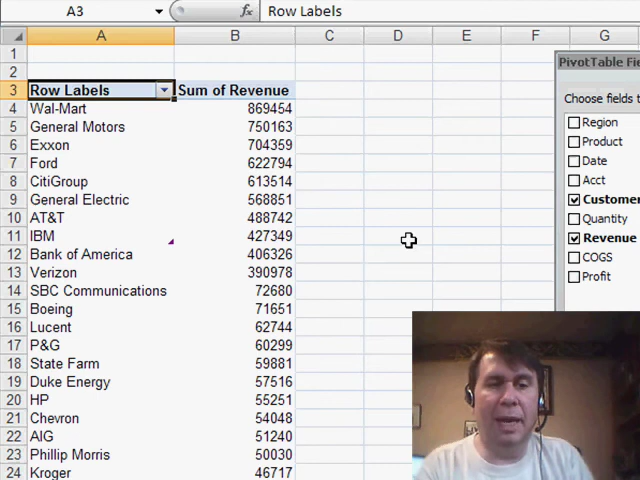 A3 fx Row Labels
A B C D E F G
1
2
3 Row Labels Sum of Revenue
4 Wal-Mart 869454
5 General Motors 750163
6 Exxon 704359
7 Ford 622794
8 CitiGroup 613514
9 General Electric 568851
10 AT&T 488742
11 IBM 427349
12 Bank of America 406326
13 Verizon 390978
14 SBC Communications 72680
15 Boeing 71651
16 Lucent 62744
17 P&G 60299
18 State Farm 59881
19 Duke Energy 57516
20 HP 55251
21 Chevron 54048
22 AIG 51240
23 Phillip Morris 50030
24 Kroger 46717
PivotTable Fie
Choose fields t
Region
Product
Date
Acct
Custome
Quantity
Revenue
COGS
Profit